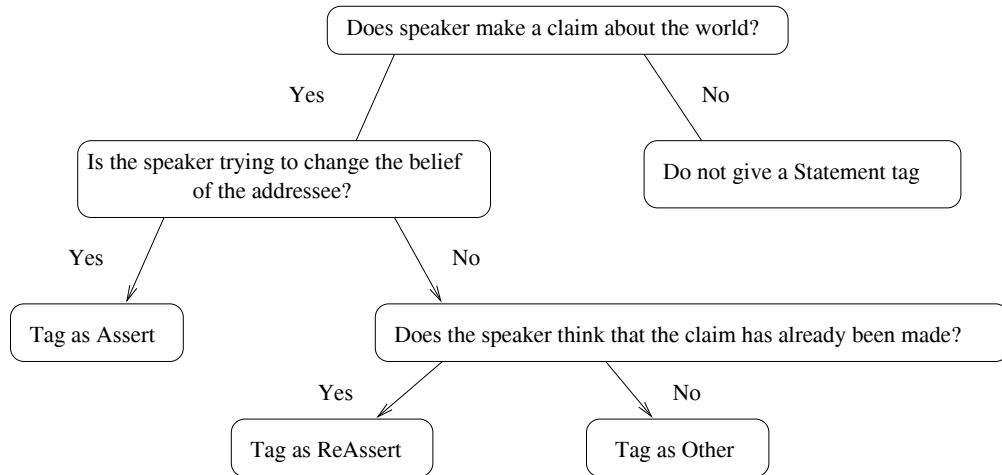 Does speaker make a claim about the world?
Yes
No
Is the speaker trying to change the belief
of the addressee?
Do not give a Statement tag
Yes
No
Tag as Assert
Does the speaker think that the claim has already been made?
Yes
No
Tag as ReAssert
Tag as Other